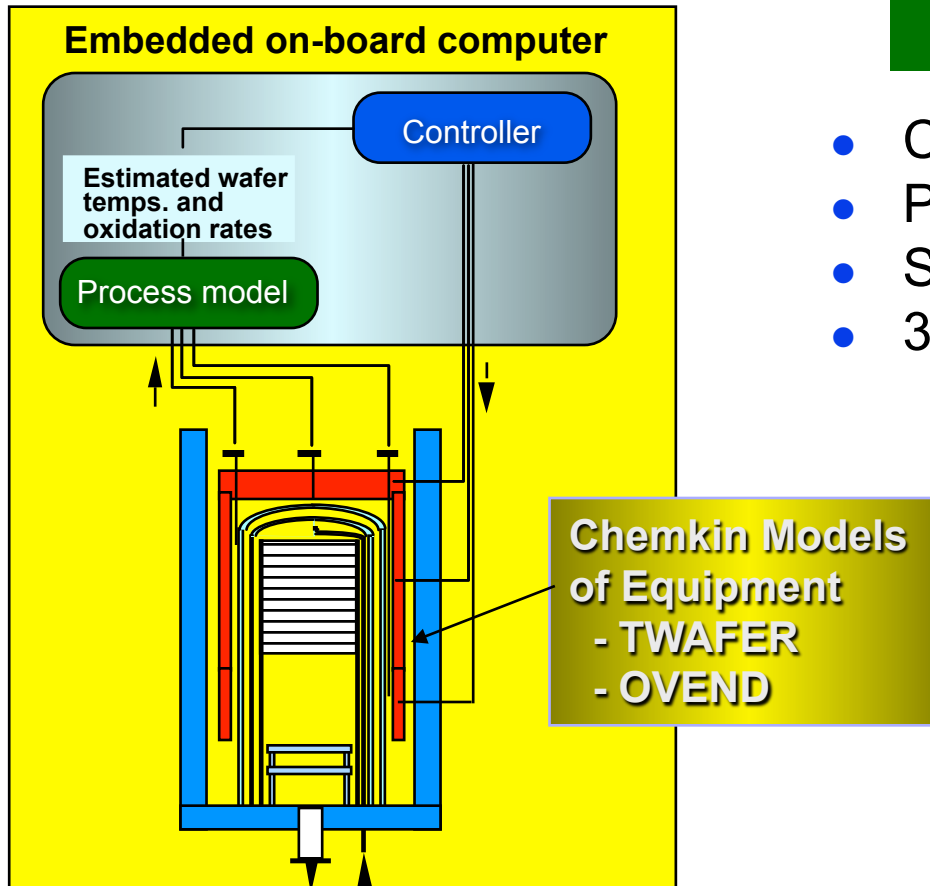 Embedded on-board computer
Controller
Estimated wafer
temps. and
oxidation rates
Process model
Chemkin Models
of Equipment
- TWAFER
- OVEND